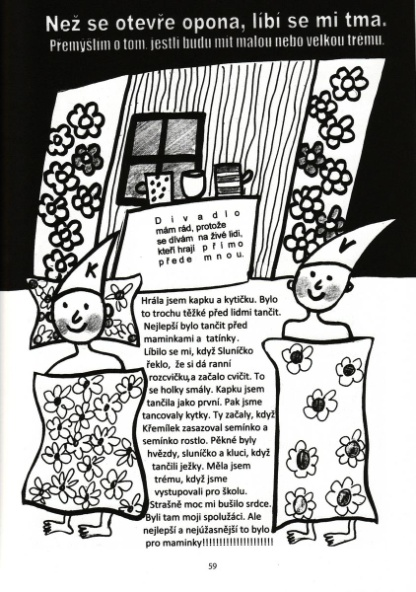 Než se otevře opona, líbí se mi tma.
Přemýšlím o tom, jestli budu mít malou nebo velkou trému.
Divadlo
mám rád, protože
se dívám na živé lidi,
kteří hrají přímo
přede mnou.
K
V
Hrála jsem kapku a kytičku. Bylo
to trochu těžké před lidmi tančit.
Nejlepší bylo tančit před
maminkami a tatínky.
Líbilo se mi, když Sluníčko
řeklo, že si dá ranní
rozcvičku,a začalo cvičit. To
se holky smály. Kapku jsem
tančila jako první. Pak jsme
tancovaly kytky. Ty začaly, když
Křemílek zasazoval semínko a
semínko rostlo. Pěkné byly
hvězdy, sluníčko a kluci, když
tančili ježky. Měla jsem
trému, když jsme
vystupovali pro školu.
Strašně moc mi bušilo srdce.
Byli tam moji spolužáci. Ale
nejlepší a nejúžasnější to bylo
pro maminky!!!!!!!!!!!!!!!!!!!!!
59